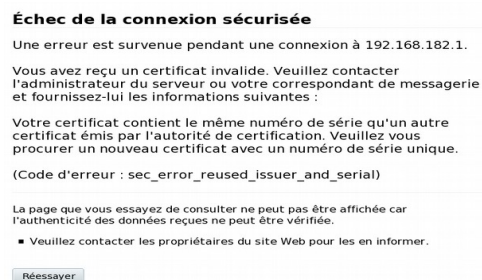 Échec de la connexion sécurisée
Une erreur est survenue pendant une connexion à 192.168.182.1.
Vous avez reçu un certificat invalide. Veuillez contacter
l'administrateur du serveur ou votre correspondant de messagerie
et fournissez-lui les informations suivantes :
Votre certificat contient le même numéro de série qu'un autre
certificat émis par l'autorité de certification. Veuillez vous
procurer un nouveau certificat avec un numéro de série unique.
(Code d'erreur : sec_error_reused_issuer_and_serial)
La page que vous essayez de consulter ne peut pas être affichée car
l'authenticité des données reçues ne peut être vérifiée.
▪ Veuillez contacter les propriétaires du site Web pour les en informer.
Réessayer